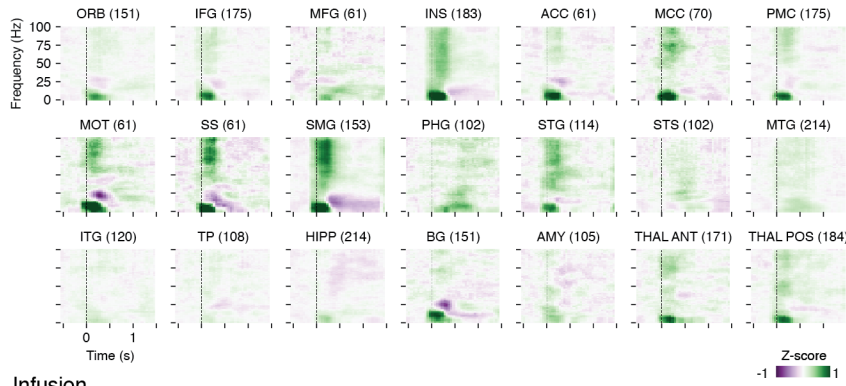 ORB (151) IFG (175) MFG (61) INS (183) ACC (61) MCC (70) PMC (175)
Frequency (Hz)
100
75
50
25
0
MOT (61) SS (61) SMG (153) PHG (102) STG (114) STS (102) MTG (214)
ITG (120) TP (108) HIPP (214) BG (151) AMY (105) THAL ANT (171) THAL POS (184)
0 1
Time (s)
Z-score
-1 1
Infusion